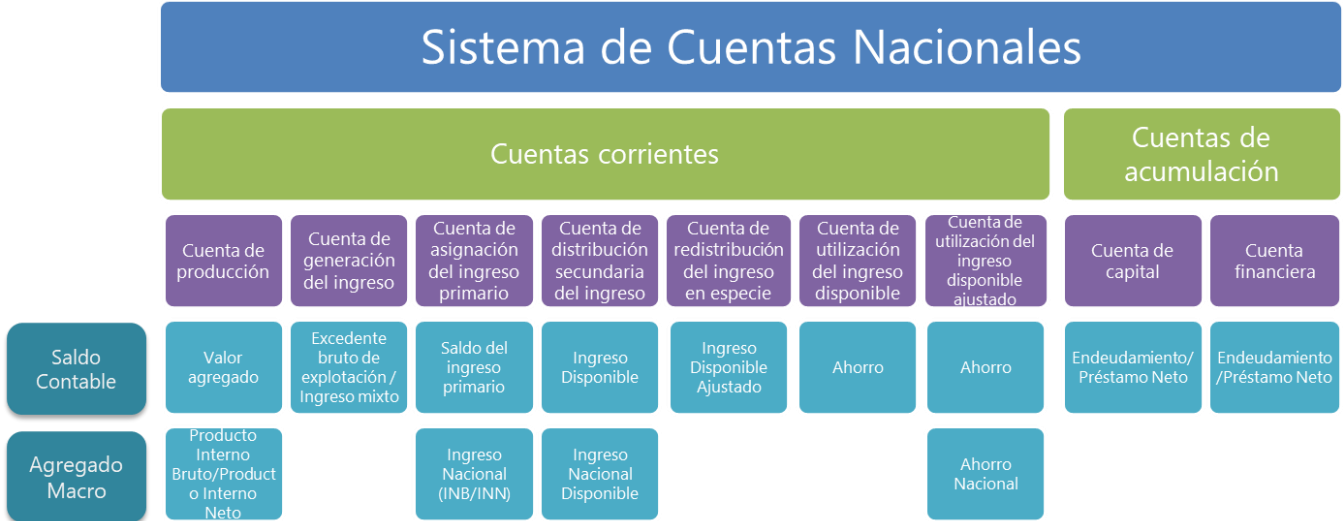 Sistema de Cuentas Nacionales
Cuentas corrientes
Cuentas de
acumulación
Cuenta de
producción
Cuenta de
generación
del ingreso
Cuenta de
asignación
del ingreso
primario
Cuenta de
distribución
secundaria
del ingreso
Cuenta de
redistribución
del ingreso
en especie
Cuenta de
utilización
del ingreso
disponible
Cuenta de
utilización del
ingreso
disponible
ajustado
Cuenta de
capital
Cuenta
financiera
Saldo
Contable
Valor
agregado
Excedente
bruto de
explotación /
Ingreso mixto
Saldo del
ingreso
primario
Ingreso
Disponible
Ingreso
Disponible
Ajustado
Ahorro
Ahorro
Endeudamiento/
Préstamo Neto
Endeudamiento
/Préstamo Neto
Agregado
Macro
Producto
Interno
Bruto/Product
o Interno
Neto
Ingreso
Nacional
(INB/INN)
Ingreso
Nacional
Disponible
Ahorro
Nacional